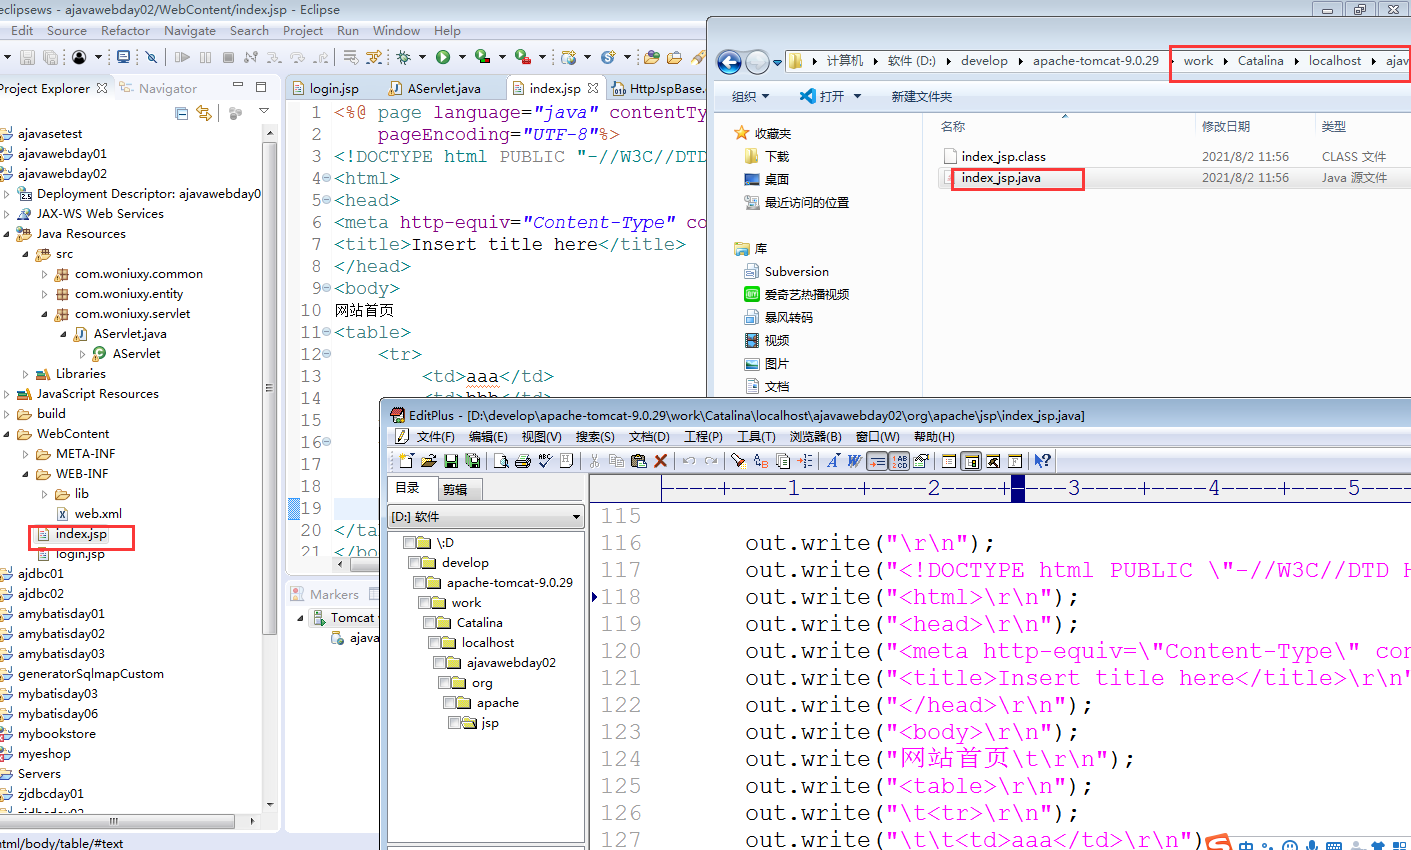 eclipsews - ajavawebday02/WebContent/index.jsp - Eclipse
Edit Source Refactor Navigate Search Project Run Window Help
Project Explorer Navigator
ajavasetest
ajavawebday01
ajavawebday02
Deployment Descriptor: ajavawebday0
JAX-WS Web Services
Java Resources
src
com.woniuxy.common
com.woniuxy.entity
com.woniuxy.servlet
AServlet.java
AServlet
Libraries
JavaScript Resources
build
WebContent
META-INF
WEB-INF
lib
web.xml
index.jsp
login.jsp
ajdbc01
ajdbc02
amybatisday01
amybatisday02
amybatisday03
generatorSqlmapCustom
mybatisday03
mybatisday06
mybookstore
myeshop
Servers
zjdbcday01
zjdbcday02
html/body/table/#text
login.jsp AServlet.java index.jsp HttpJspBase.
1 <%@ page language="java" contentTy
2 pageEncoding="UTF-8"%>
3 <!DOCTYPE html PUBLIC "-//W3C//DTD
4 <html>
5 <head>
6 <meta http-equiv="Content-Type" co
7 <title>Insert title here</title>
8 </head>
9 <body>
10 网站首页
11 <table>
12 <tr>
13 <td>aaa</td>
14 <td>bbb</td>
15
16
17
18
19
20 </ta
21 </bo
Markers
Tomcat
ajava
计算机 软件 (D:) develop apache-tomcat-9.0.29 work Catalina localhost ajav
组织 打开 新建文件夹
收藏夹
下载
桌面
最近访问的位置
库
Subversion
爱奇艺热播视频
暴风转码
视频
图片
文档
名称 修改日期 类型
index_jsp.class 2021/8/2 11:56 CLASS 文件
index_jsp.java 2021/8/2 11:56 Java 源文件
EditPlus - [D:\develop\apache-tomcat-9.0.29\work\Catalina\localhost\ajavawebday02\org\apache\jsp\index_jsp.java]
文件(F) 编辑(E) 视图(V) 搜索(S) 文档(D) 工程(P) 工具(T) 浏览器(B) 窗口(W) 帮助(H)
目录 剪辑
[D:] 软件
\:D
develop
apache-tomcat-9.0.29
work
Catalina
localhost
ajavawebday02
org
apache
jsp
----+----1----+----2----+----3----+----4----+----5
115
116 out.write("\r\n");
117 out.write("<!DOCTYPE html PUBLIC \"-//W3C//DTD H
118 out.write("<html>\r\n");
119 out.write("<head>\r\n");
120 out.write("<meta http-equiv=\"Content-Type\" con
121 out.write("<title>Insert title here</title>\r\n"
122 out.write("</head>\r\n");
123 out.write("<body>\r\n");
124 out.write("网站首页\t\r\n");
125 out.write("<table>\r\n");
126 out.write("\t<tr>\r\n");
127 out.write("\t\t<td>aaa</td>\r\n")
中